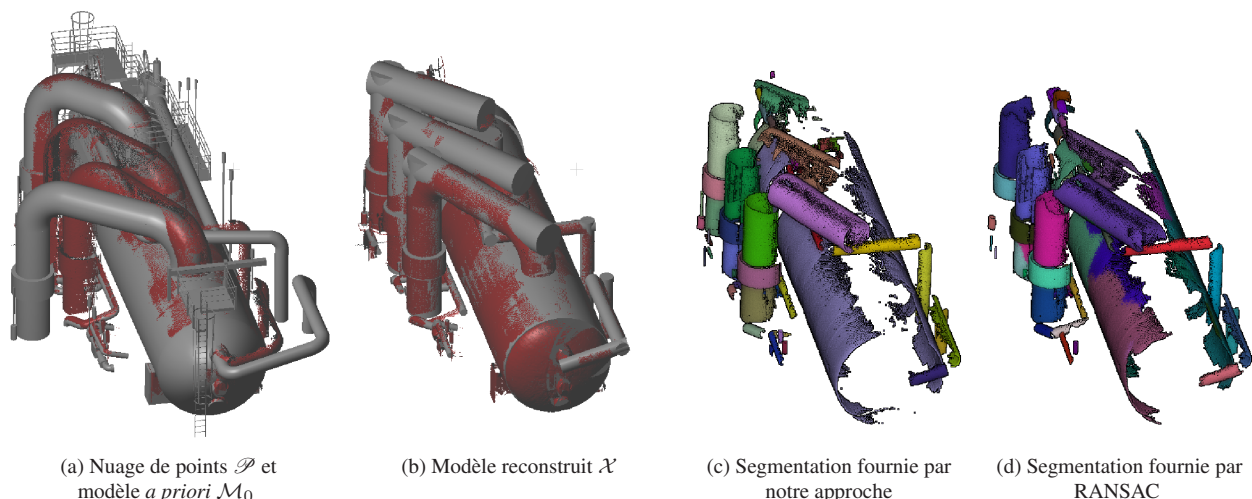 (a) Nuage de points 𝒫 et
modèle a priori ℳ₀
(b) Modèle reconstruit 𝒳
(c) Segmentation fournie par
notre approche
(d) Segmentation fournie par
RANSAC